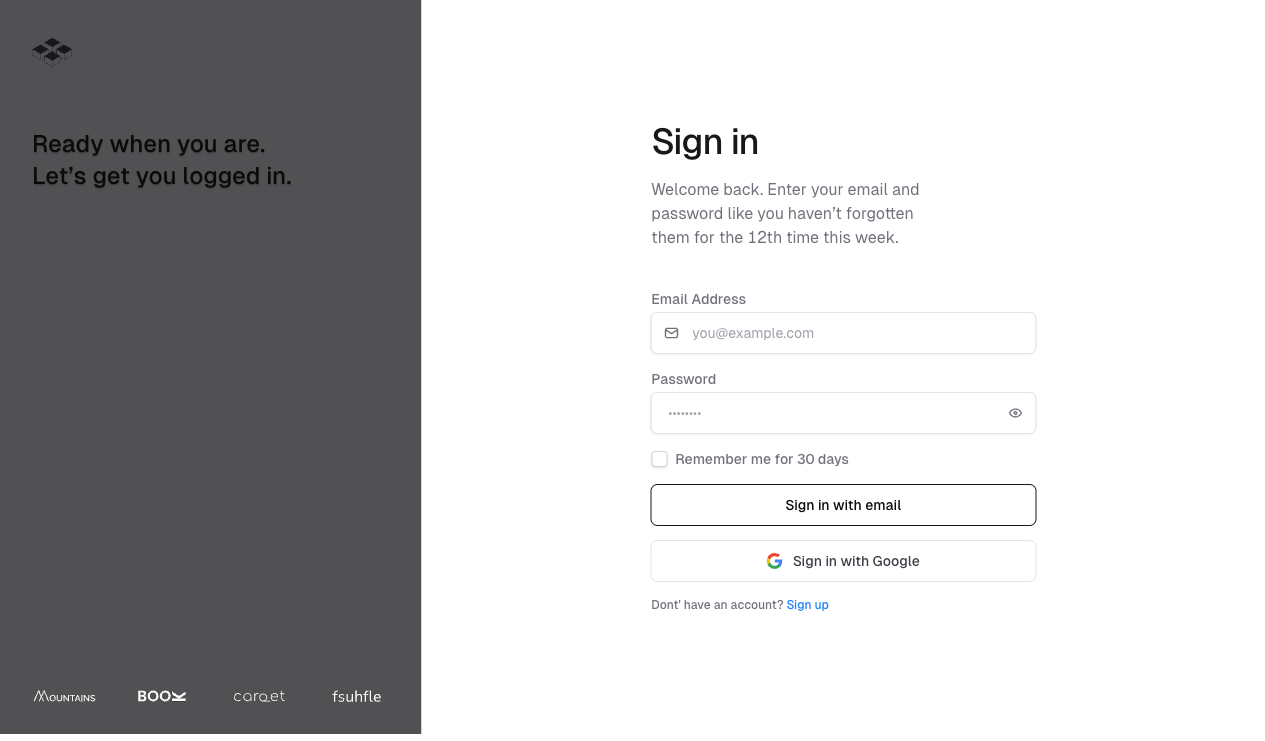 Ready when you are.
Let’s get you logged in.
MOUNTAINS
BOOK
carqet
fsuhfle
Sign in
Welcome back. Enter your email and
password like you haven’t forgotten
them for the 12th time this week.
Email Address
you@example.com
Password
••••••••
Remember me for 30 days
Sign in with email
Sign in with Google
Dont' have an account? Sign up